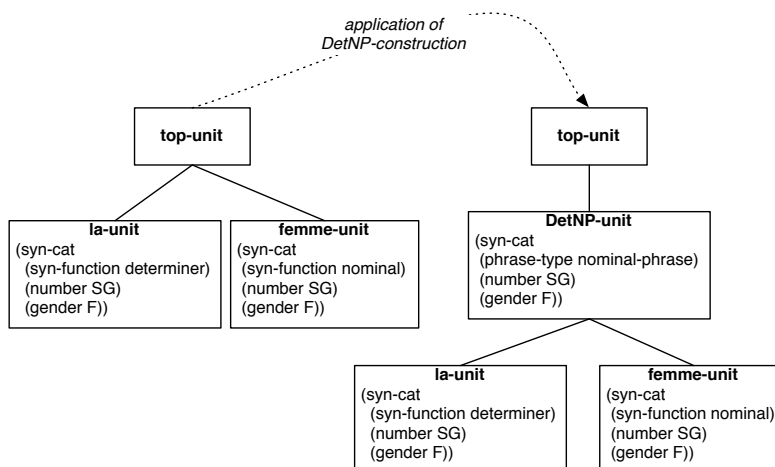 application of
DetNP-construction
top-unit
top-unit
la-unit
(syn-cat
(syn-function determiner)
(number SG)
(gender F))
femme-unit
(syn-cat
(syn-function nominal)
(number SG)
(gender F))
DetNP-unit
(syn-cat
(phrase-type nominal-phrase)
(number SG)
(gender F))
la-unit
(syn-cat
(syn-function determiner)
(number SG)
(gender F))
femme-unit
(syn-cat
(syn-function nominal)
(number SG)
(gender F))